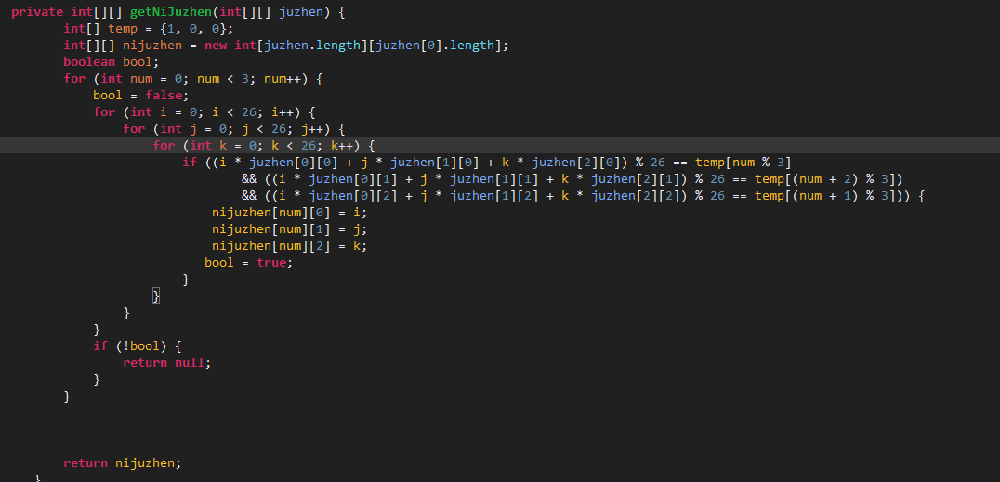 private int[][] getNiJuzhen(int[][] juzhen) {
int[] temp = {1, 0, 0};
int[][] nijuzhen = new int[juzhen.length][juzhen[0].length];
boolean bool;
for (int num = 0; num < 3; num++) {
bool = false;
for (int i = 0; i < 26; i++) {
for (int j = 0; j < 26; j++) {
for (int k = 0; k < 26; k++) {
if ((i * juzhen[0][0] + j * juzhen[1][0] + k * juzhen[2][0]) % 26 == temp[num % 3]
&& ((i * juzhen[0][1] + j * juzhen[1][1] + k * juzhen[2][1]) % 26 == temp[(num + 2) % 3])
&& ((i * juzhen[0][2] + j * juzhen[1][2] + k * juzhen[2][2]) % 26 == temp[(num + 1) % 3])) {
nijuzhen[num][0] = i;
nijuzhen[num][1] = j;
nijuzhen[num][2] = k;
bool = true;
}
}
}
}
if (!bool) {
return null;
}
}
return nijuzhen;
}